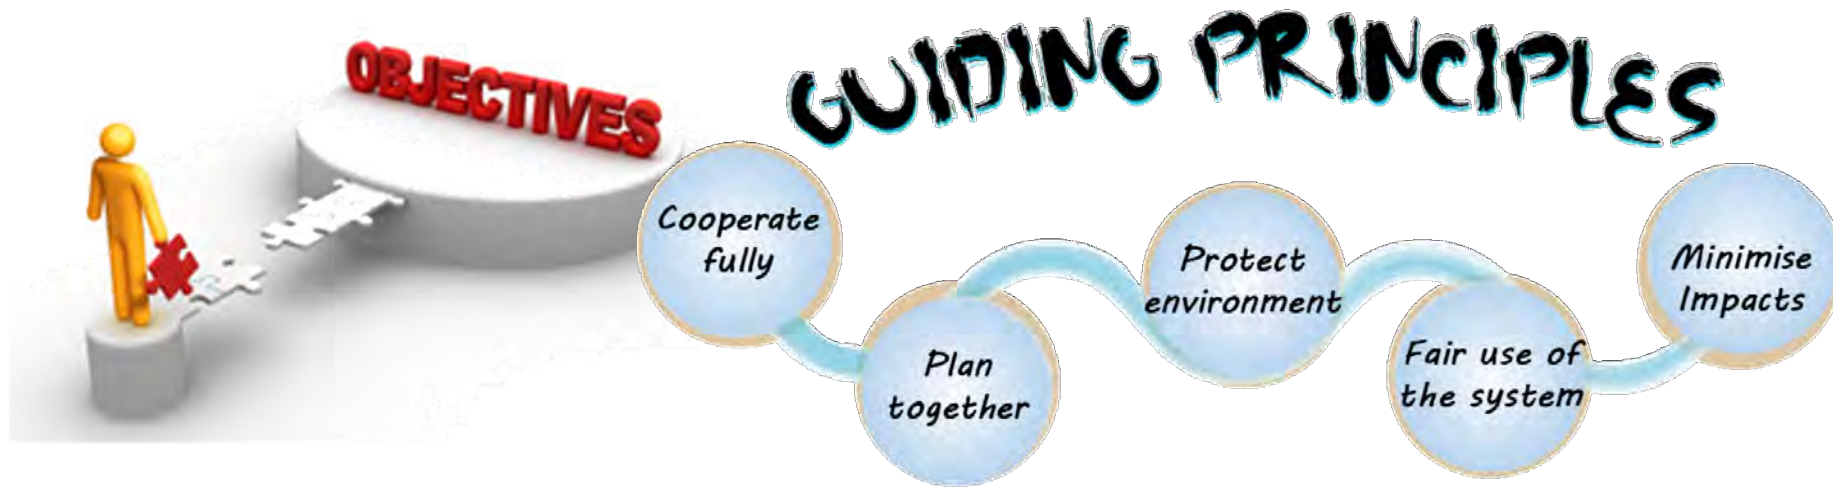 OBJECTIVES
GUIDING PRINCIPLES
Cooperate
fully
Plan
together
Protect
environment
Fair use of
the system
Minimise
Impacts